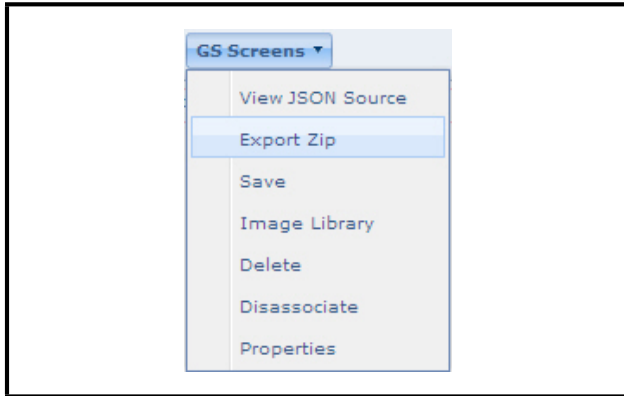 GS Screens
View JSON Source
Export Zip
Save
Image Library
Delete
Disassociate
Properties